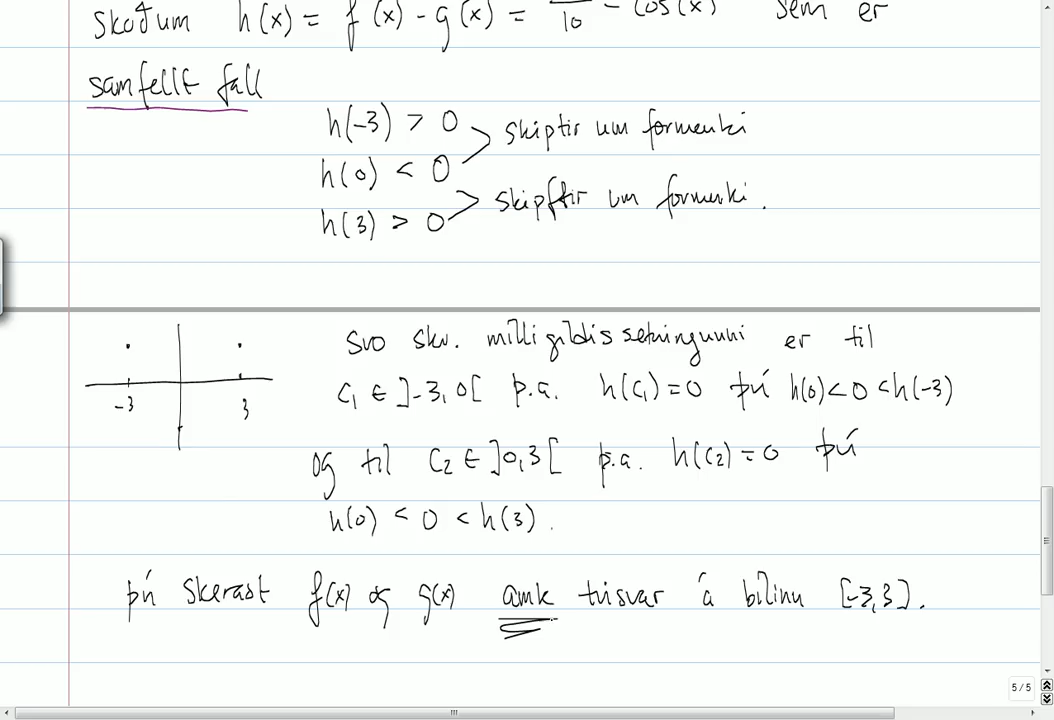 Skoðum h(x) = f(x) - g(x) = /10 - cos(x) sem er
samfellt fall
h(-3) > 0
skiptir um formerki
h(0) < 0
skipftir um formerki.
h(3) > 0
Svo skv. milligildissetningunni er til
-3 3
c₁ ∈ ]-3,0[ þ.a. h(c₁)=0 því h(0)<0<h(-3)
og til c₂ ∈ ]0,3[ þ.a. h(c₂)=0 því
h(0) < 0 < h(3).
því skerast f(x) og g(x) amk tvisvar á bilinu [-3,3].
5/5